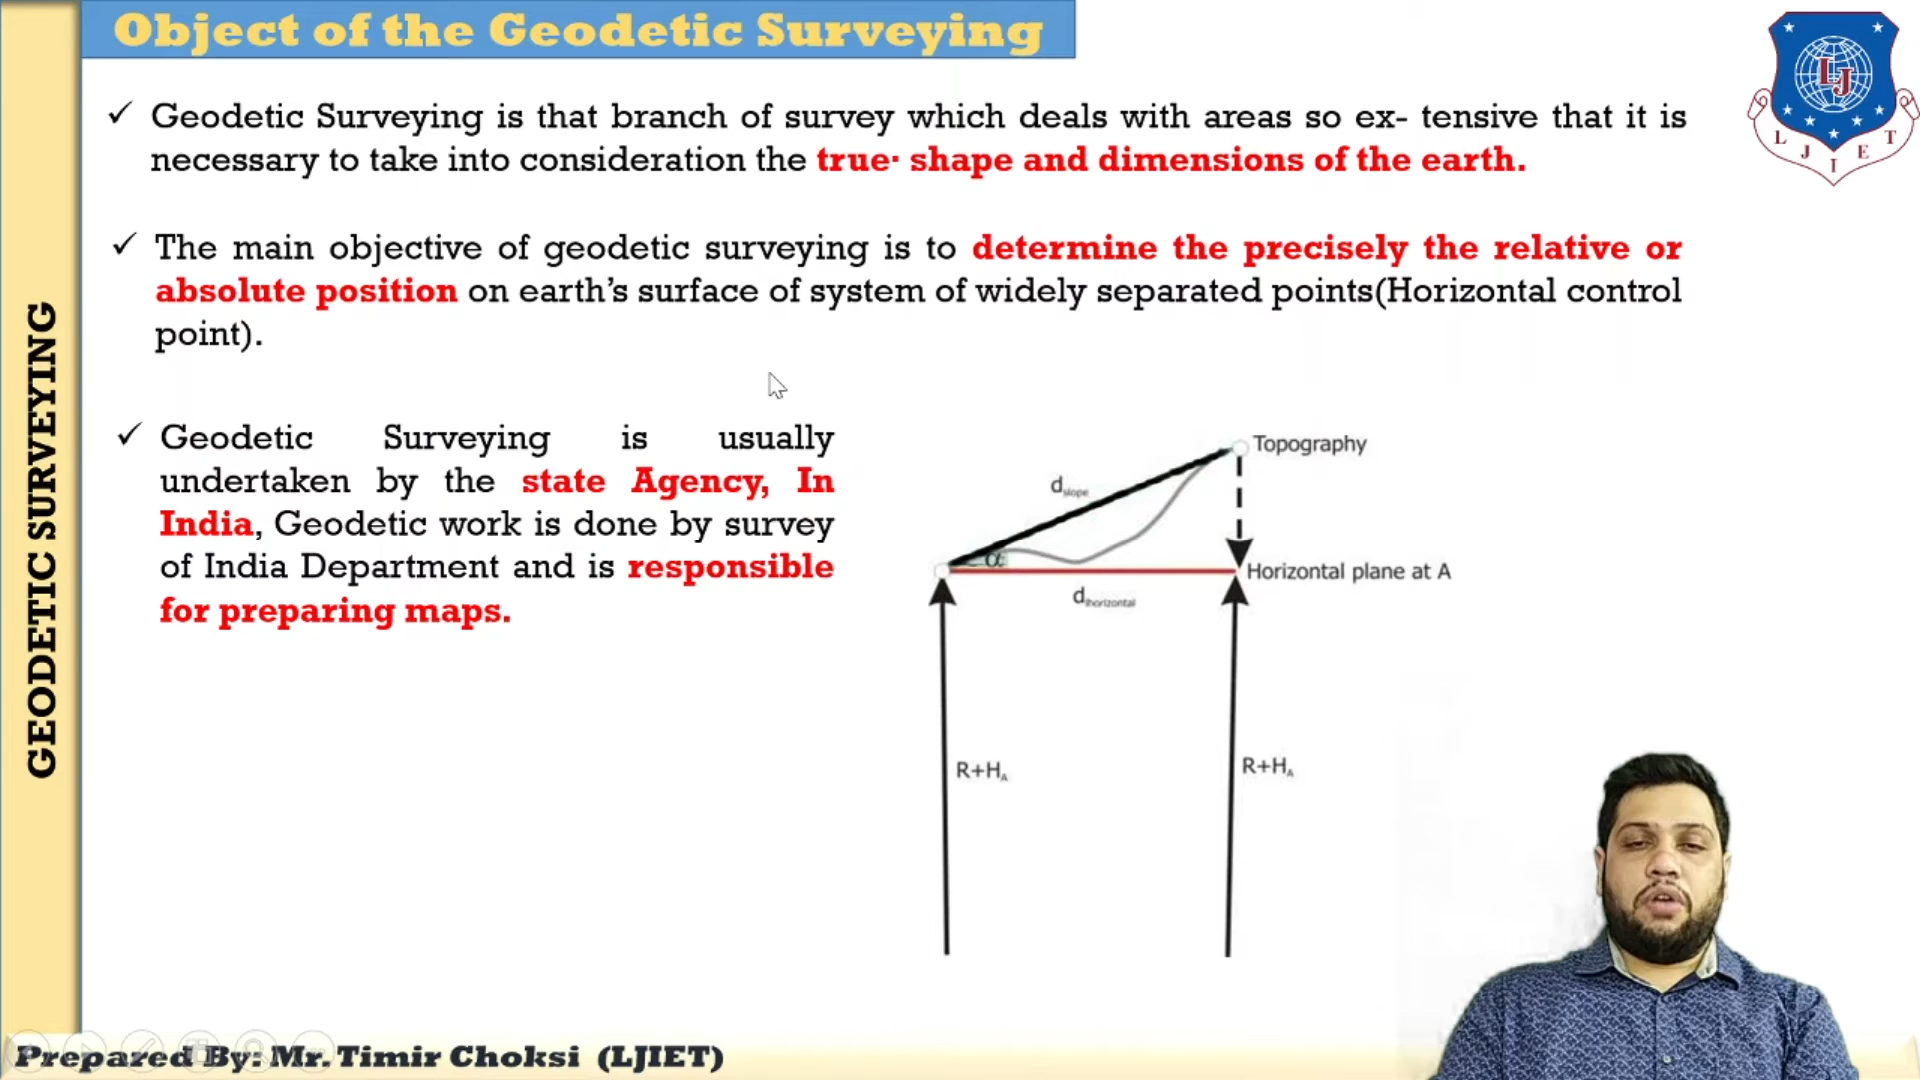 Object of the Geodetic Surveying
✓ Geodetic Surveying is that branch of survey which deals with areas so ex- tensive that it is
necessary to take into consideration the true· shape and dimensions of the earth.
✓ The main objective of geodetic surveying is to determine the precisely the relative or
absolute position on earth's surface of system of widely separated points(Horizontal control
point).
✓ Geodetic Surveying is usually
undertaken by the state Agency, In
India, Geodetic work is done by survey
of India Department and is responsible
for preparing maps.
GEODETIC SURVEYING
Topography
d slope
α
Horizontal plane at A
d horizontal
R+HA
R+HA
LJ
L J I E T
Prepared By: Mr. Timir Choksi (LJIET)